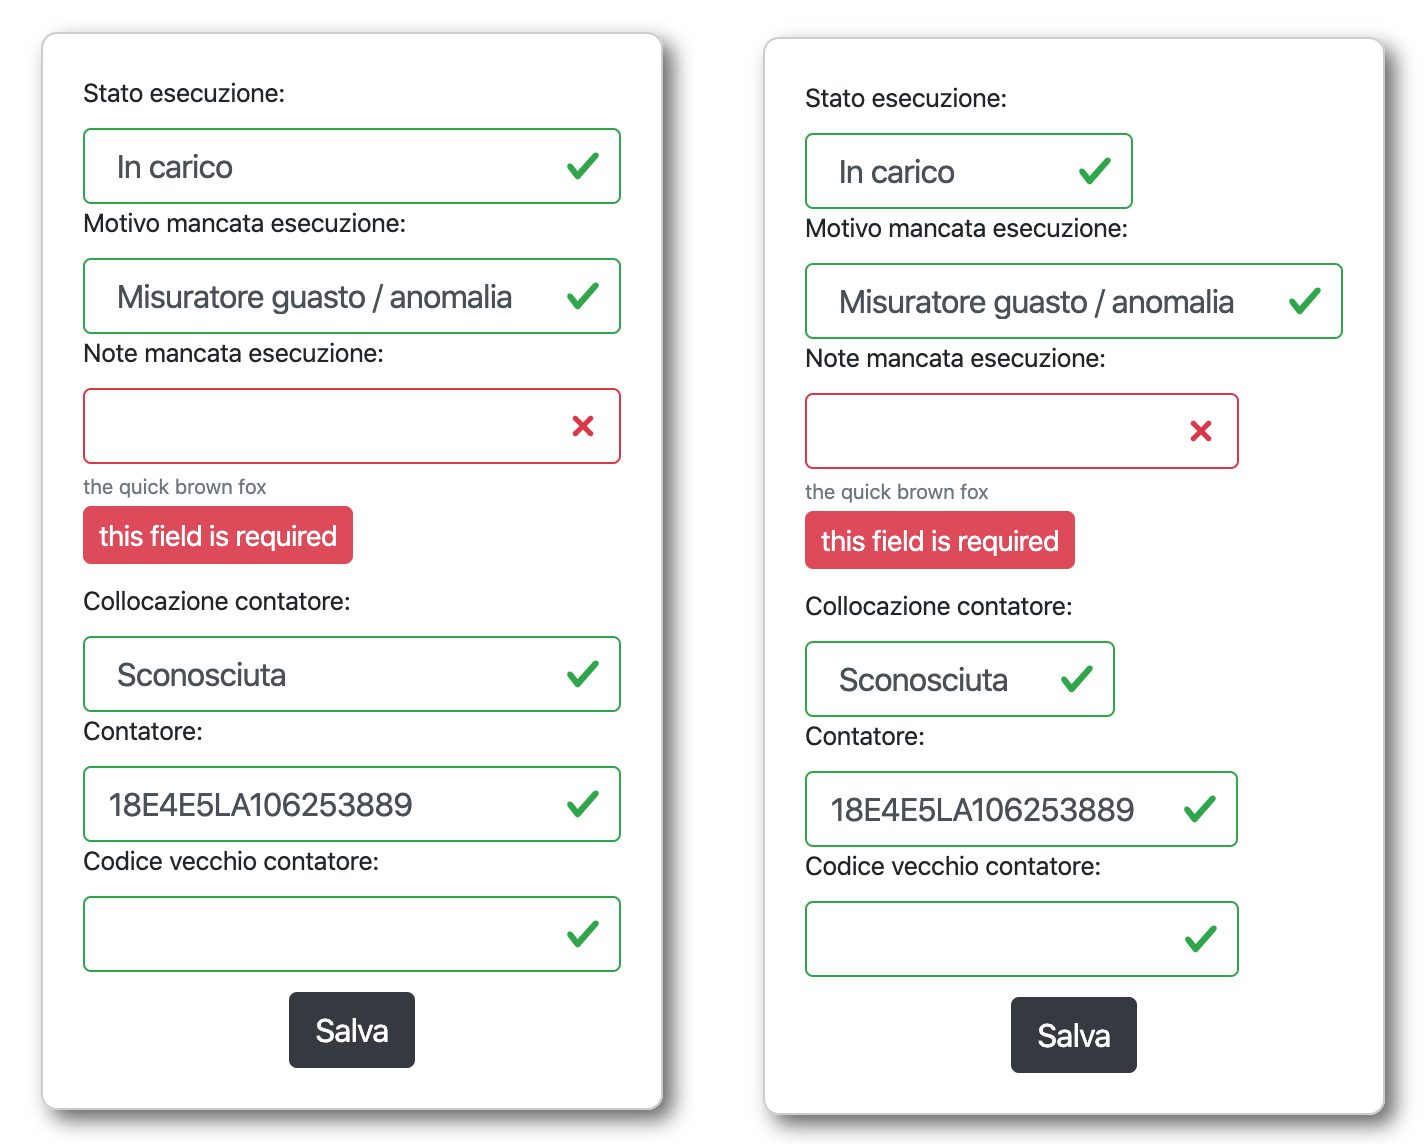 Stato esecuzione:
In carico
Motivo mancata esecuzione:
Misuratore guasto / anomalia
Note mancata esecuzione:
the quick brown fox
this field is required
Collocazione contatore:
Sconosciuta
Contatore:
18E4E5LA106253889
Codice vecchio contatore:
Salva
Stato esecuzione:
In carico
Motivo mancata esecuzione:
Misuratore guasto / anomalia
Note mancata esecuzione:
the quick brown fox
this field is required
Collocazione contatore:
Sconosciuta
Contatore:
18E4E5LA106253889
Codice vecchio contatore:
Salva